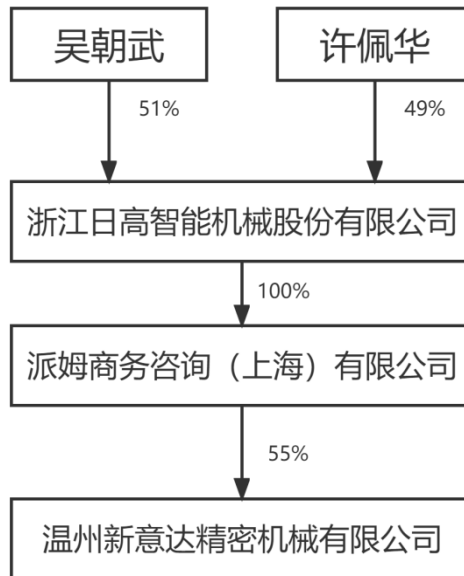 吴朝武
许佩华
51%
49%
浙江日高智能机械股份有限公司
100%
派姆商务咨询（上海）有限公司
55%
温州新意达精密机械有限公司